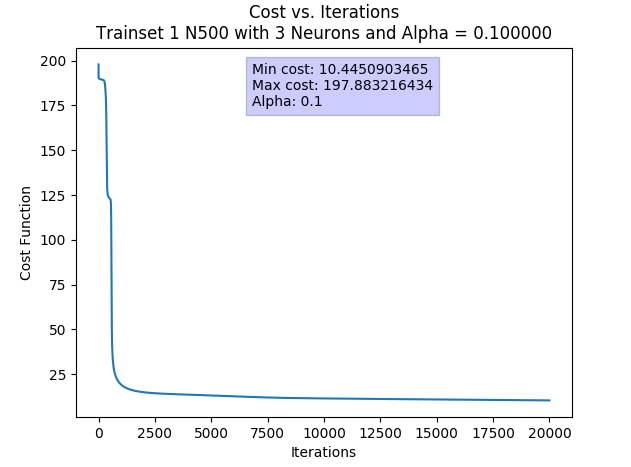 Cost vs. Iterations
Trainset 1 N500 with 3 Neurons and Alpha = 0.100000
Min cost: 10.4450903465
Max cost: 197.883216434
Alpha: 0.1
200
175
150
125
100
75
50
25
Cost Function
0 2500 5000 7500 10000 12500 15000 17500 20000
Iterations